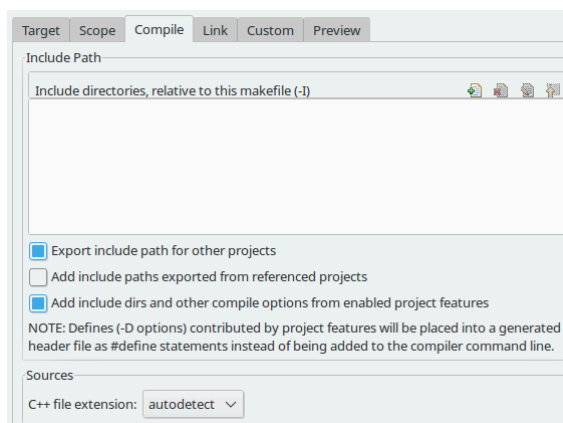 Target Scope Compile Link Custom Preview
Include Path
Include directories, relative to this makefile (-I)
Export include path for other projects
Add include paths exported from referenced projects
Add include dirs and other compile options from enabled project features
NOTE: Defines (-D options) contributed by project features will be placed into a generated
header file as #define statements instead of being added to the compiler command line.
Sources
C++ file extension: autodetect